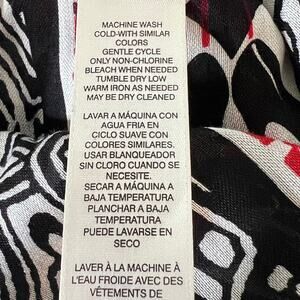 MACHINE WASH
COLD-WITH SIMILAR
COLORS
GENTLE CYCLE
ONLY NON-CHLORINE
BLEACH WHEN NEEDED
TUMBLE DRY LOW
WARM IRON AS NEEDED
MAY BE DRY CLEANED
LAVAR A MÁQUINA CON
AGUA FRIA EN
CICLO SUAVE CON
COLORES SIMILARES.
USAR BLANQUEADOR
SIN CLORO CUANDO SE
NECESITE.
SECAR A MÁQUINA A
BAJA TEMPERATURA
PLANCHAR A BAJA
TEMPERATURA
PUEDE LAVARSE EN
SECO
LAVER À LA MACHINE À
L'EAU FROIDE AVEC DES
VÊTEMENTS DE